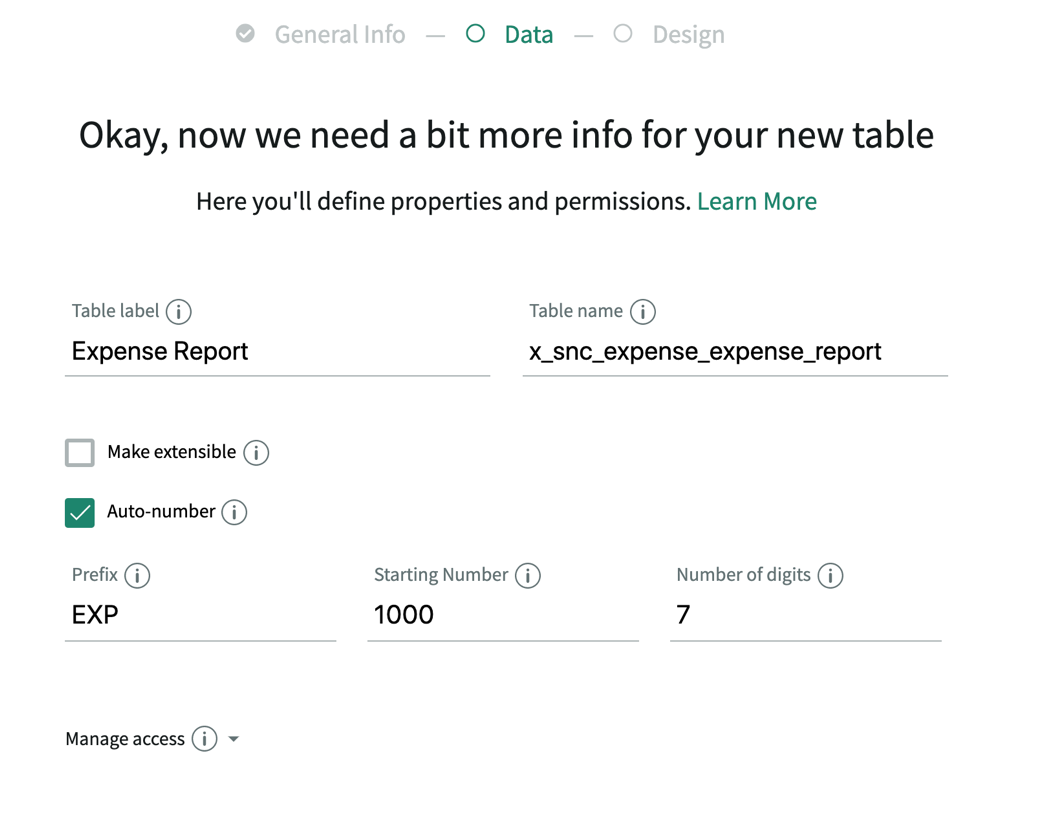 General Info — Data — Design
Okay, now we need a bit more info for your new table
Here you'll define properties and permissions. Learn More
Table label Table name
Expense Report x_snc_expense_expense_report
Make extensible
Auto-number
Prefix Starting Number Number of digits
EXP 1000 7
Manage access